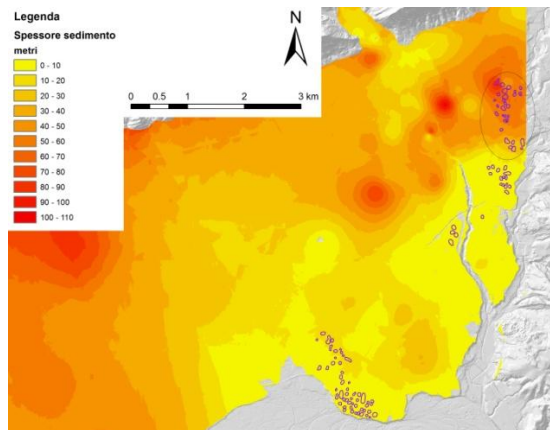 Legenda
Spessore sedimento
metri
0 - 10
10 - 20
20 - 30
30 - 40
40 - 50
50 - 60
60 - 70
70 - 80
80 - 90
90 - 100
100 - 110
N
0 0.5 1 2 3 km